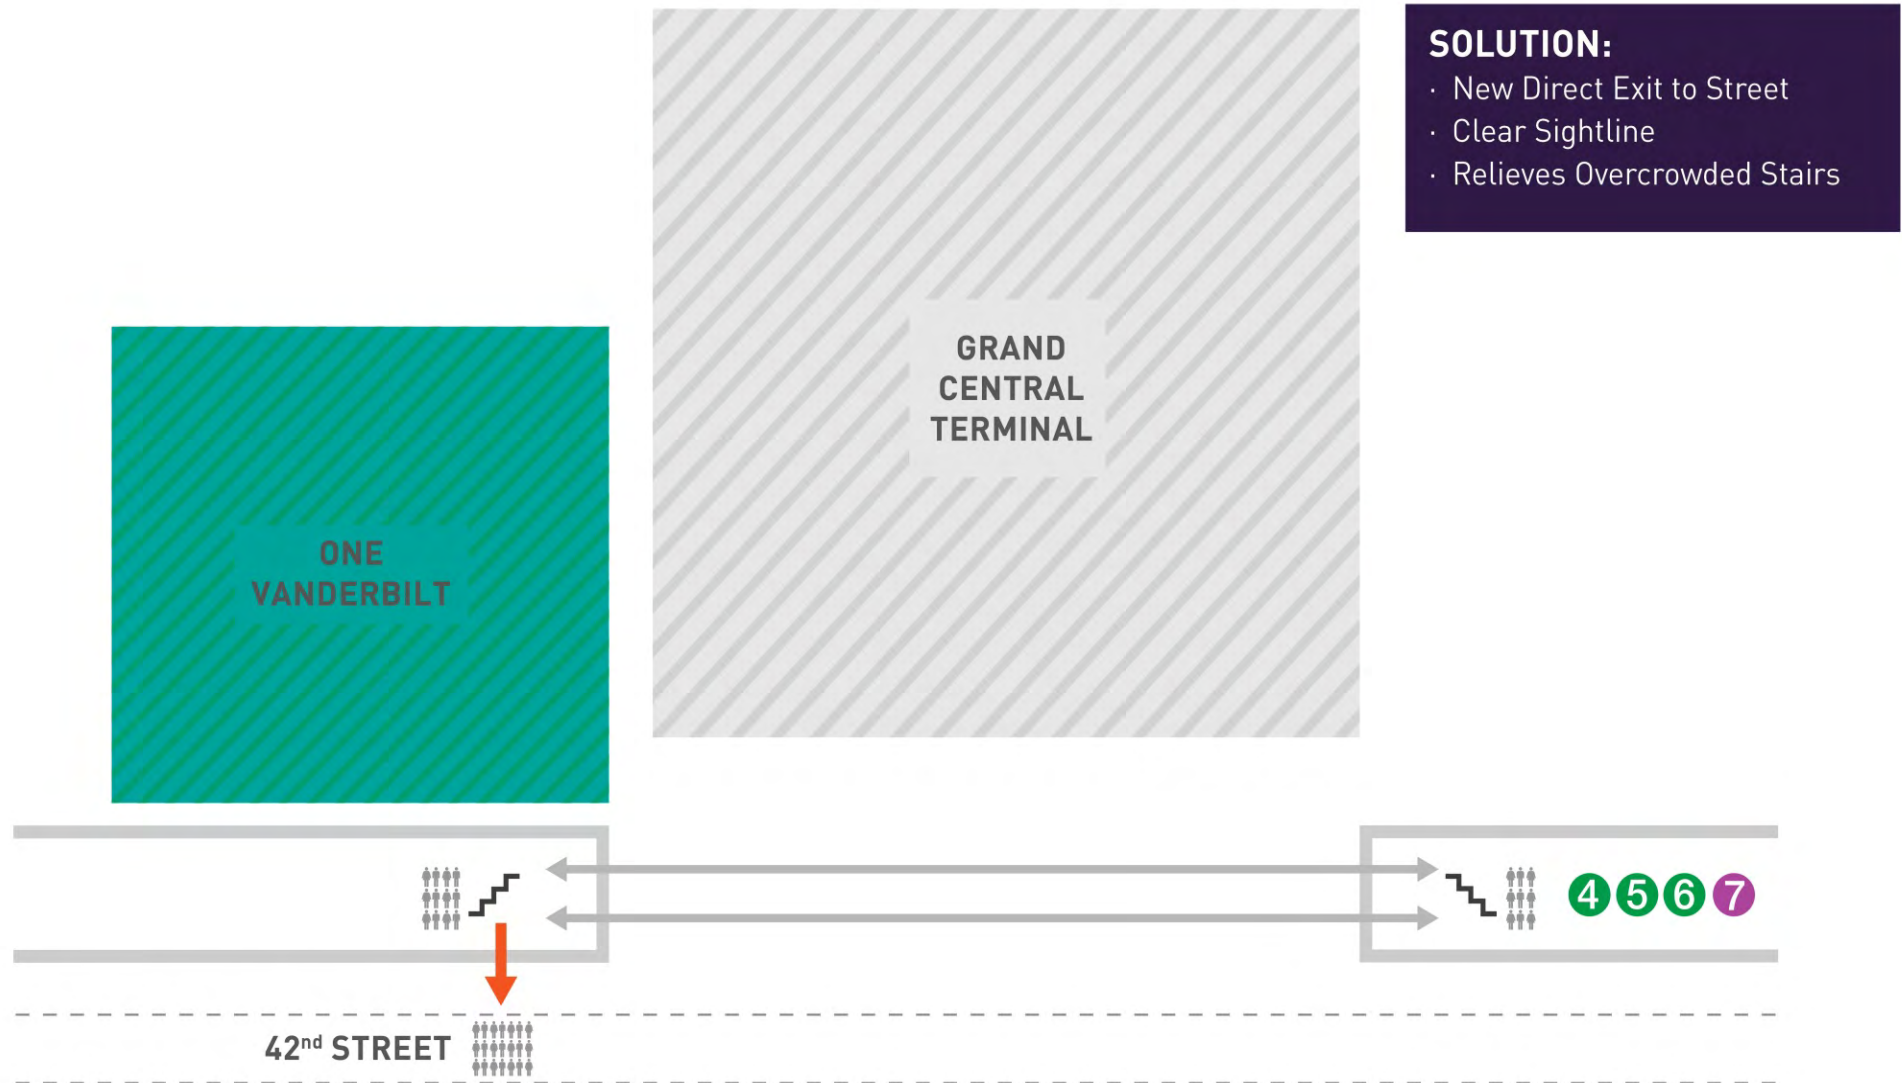 SOLUTION:
· New Direct Exit to Street
· Clear Sightline
· Relieves Overcrowded Stairs
GRAND
CENTRAL
TERMINAL
ONE
VANDERBILT
4 5 6 7
42nd STREET